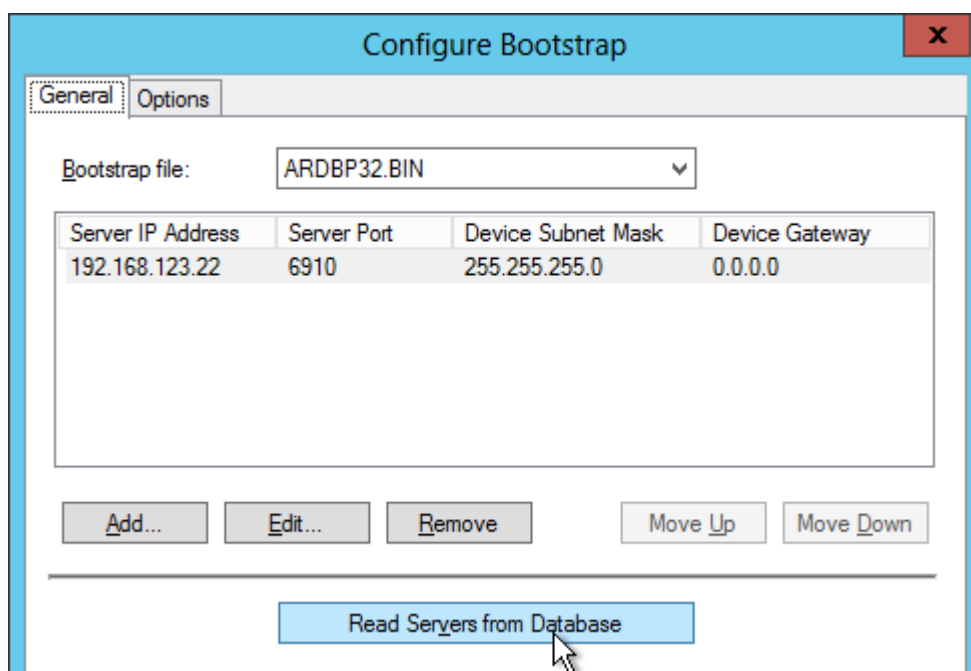 Configure Bootstrap
x
General Options
Bootstrap file: ARDBP32.BIN
Server IP Address Server Port Device Subnet Mask Device Gateway
192.168.123.22 6910 255.255.255.0 0.0.0.0
Add... Edit... Remove Move Up Move Down
Read Servers from Database